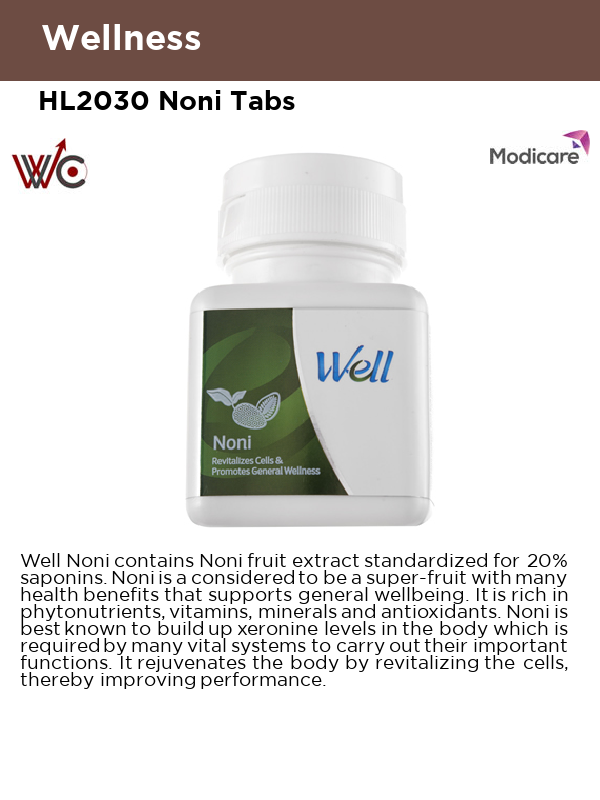 Wellness
HL2030 Noni Tabs
WC
Modicare
Well
Noni
Revitalizes Cells &
Promotes General Wellness
Well Noni contains Noni fruit extract standardized for 20%
saponins. Noni is a considered to be a super-fruit with many
health benefits that supports general wellbeing. It is rich in
phytonutrients, vitamins, minerals and antioxidants. Noni is
best known to build up xeronine levels in the body which is
required by many vital systems to carry out their important
functions. It rejuvenates the body by revitalizing the cells,
thereby improving performance.